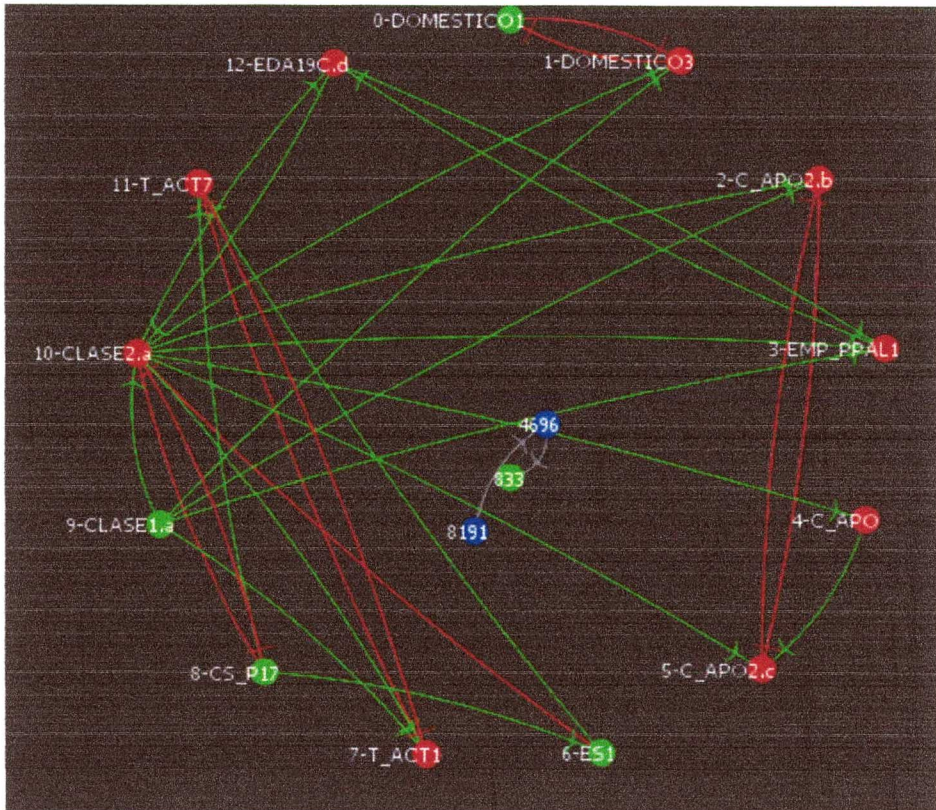 0-DOMESTICO1
12-EDA19C.d
1-DOMESTICO3
11-T_ACT7
2-C_APO2.b
10-CLASE2.a
3-EMP_PPAL1
4696
833
8191
9-CLASE1.a
4-C_APO
8-CS_P17
5-C_APO2.c
7-T_ACT1
6-ES1